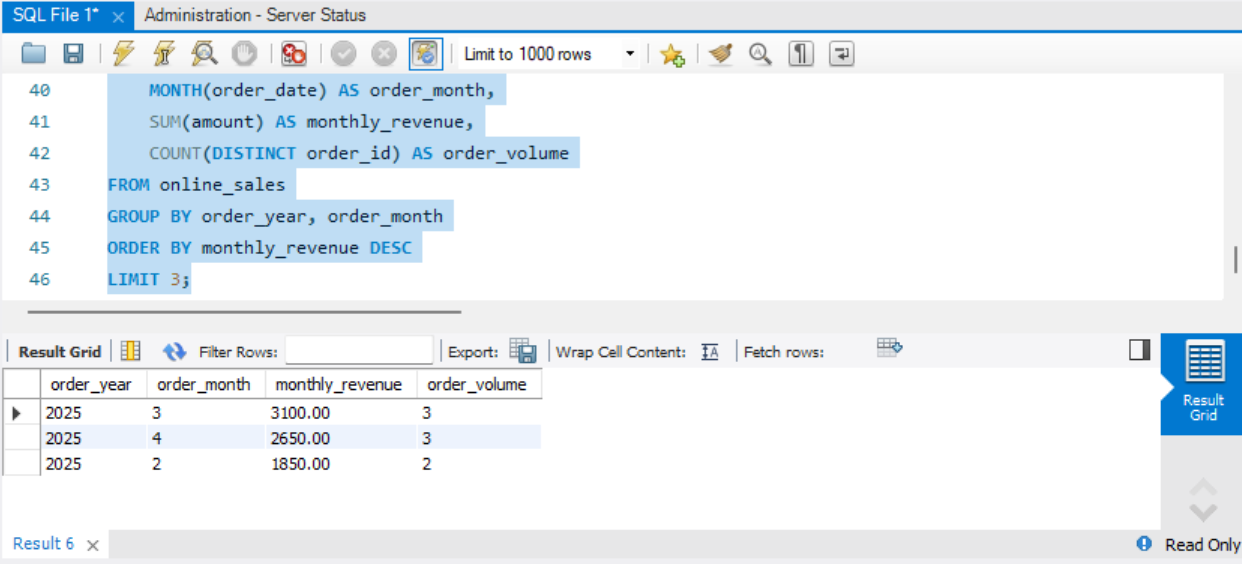 SQL File 1* ×
Administration - Server Status
Limit to 1000 rows
40 MONTH(order_date) AS order_month,
41 SUM(amount) AS monthly_revenue,
42 COUNT(DISTINCT order_id) AS order_volume
43 FROM online_sales
44 GROUP BY order_year, order_month
45 ORDER BY monthly_revenue DESC
46 LIMIT 3;
Result Grid Filter Rows: Export: Wrap Cell Content: Fetch rows:
order_year order_month monthly_revenue order_volume
2025 3 3100.00 3
2025 4 2650.00 3
2025 2 1850.00 2
Result
Grid
Result 6 ×
Read Only